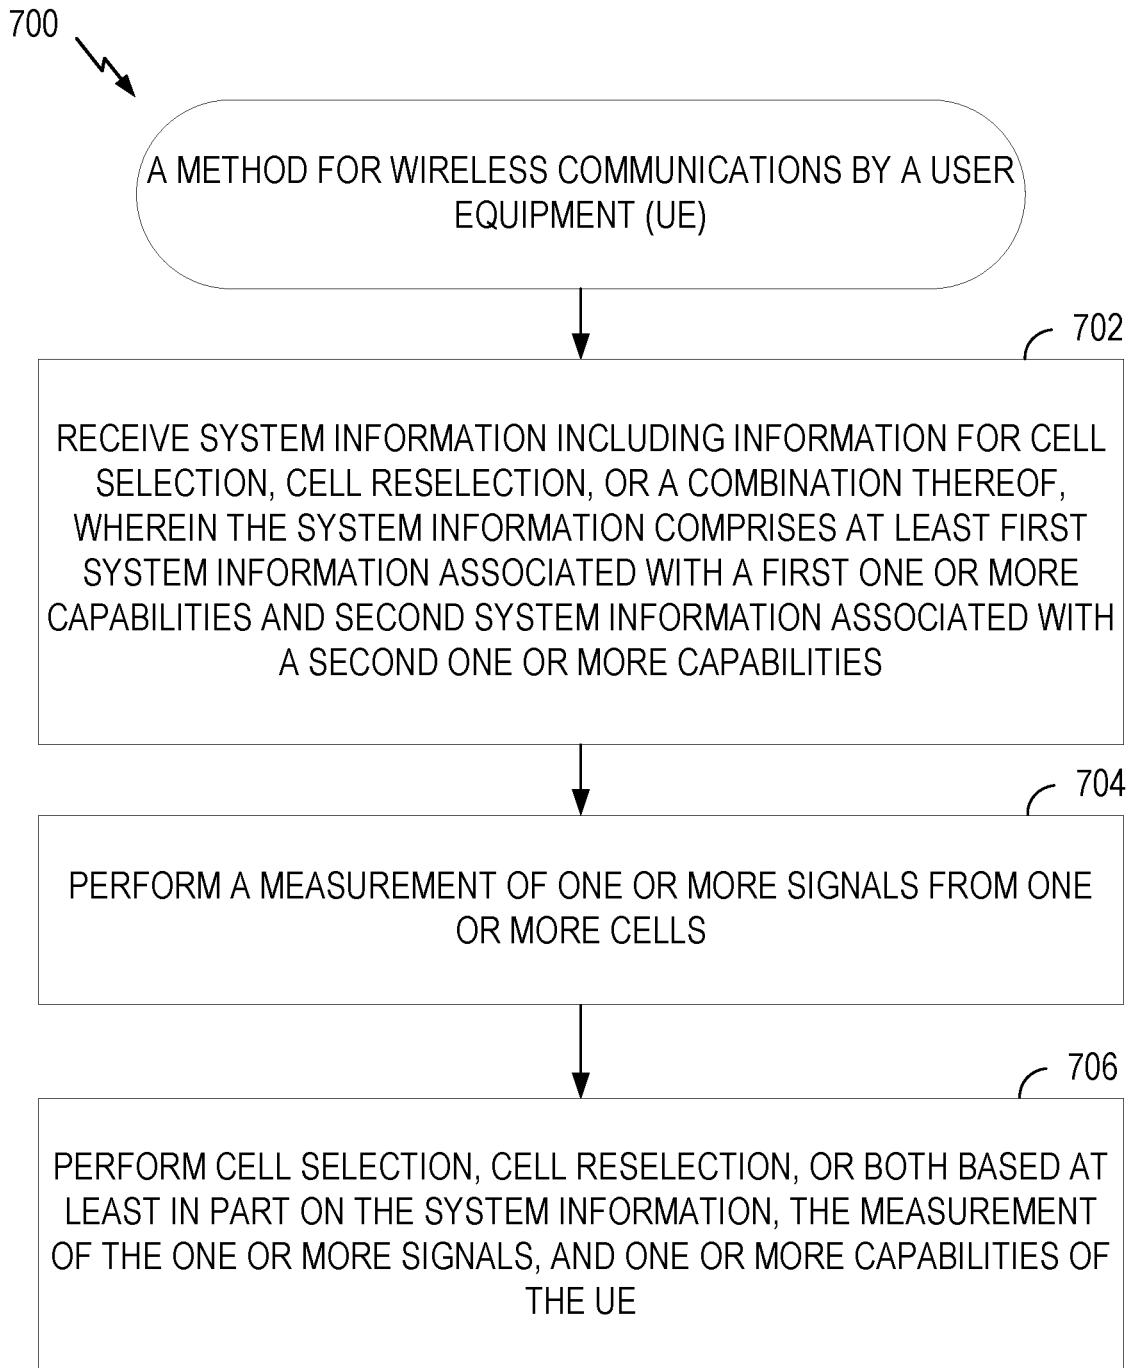 700
A METHOD FOR WIRELESS COMMUNICATIONS BY A USER
EQUIPMENT (UE)
702
RECEIVE SYSTEM INFORMATION INCLUDING INFORMATION FOR CELL
SELECTION, CELL RESELECTION, OR A COMBINATION THEREOF,
WHEREIN THE SYSTEM INFORMATION COMPRISES AT LEAST FIRST
SYSTEM INFORMATION ASSOCIATED WITH A FIRST ONE OR MORE
CAPABILITIES AND SECOND SYSTEM INFORMATION ASSOCIATED WITH
A SECOND ONE OR MORE CAPABILITIES
704
PERFORM A MEASUREMENT OF ONE OR MORE SIGNALS FROM ONE
OR MORE CELLS
706
PERFORM CELL SELECTION, CELL RESELECTION, OR BOTH BASED AT
LEAST IN PART ON THE SYSTEM INFORMATION, THE MEASUREMENT
OF THE ONE OR MORE SIGNALS, AND ONE OR MORE CAPABILITIES OF
THE UE